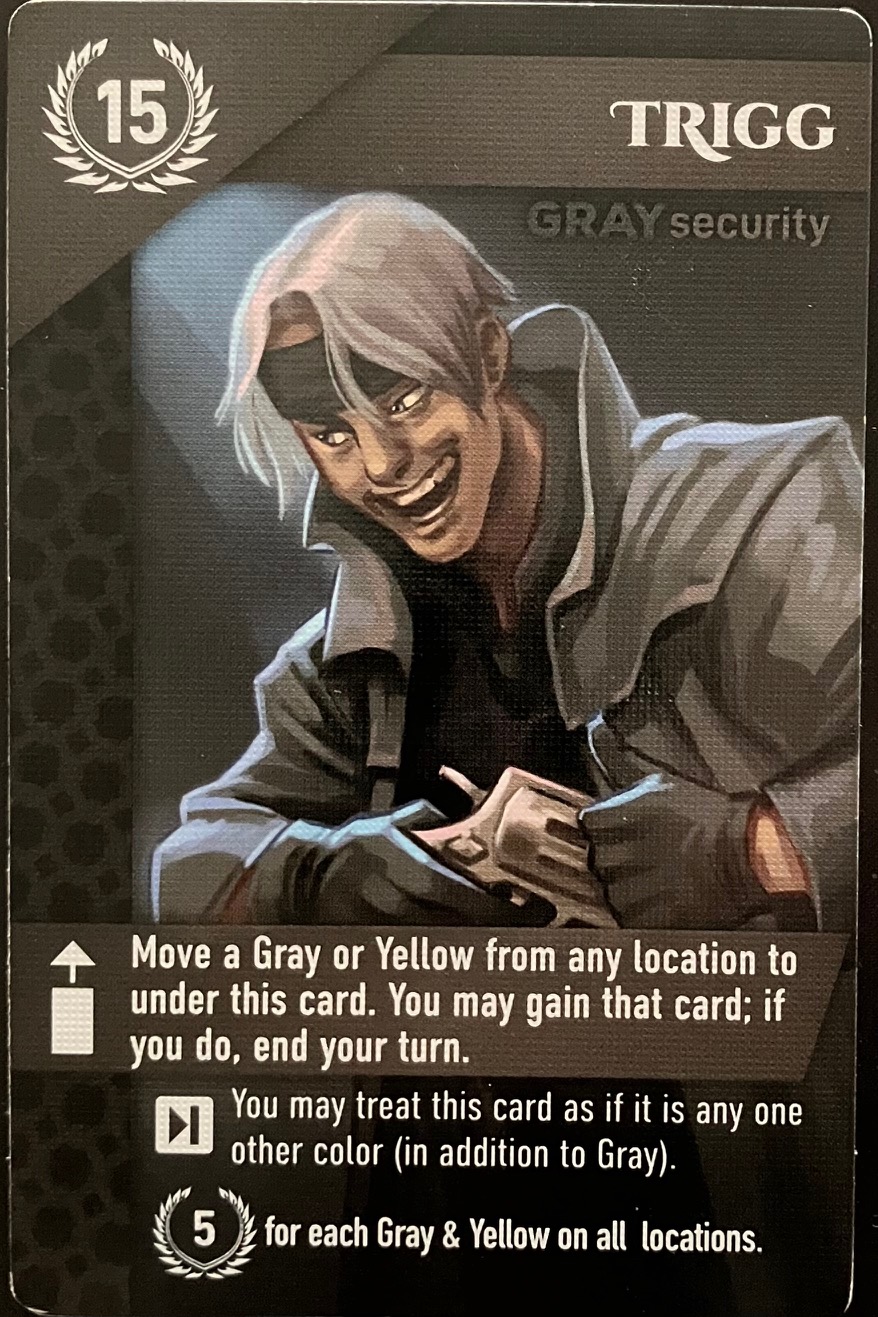 15
TRIGG
GRAY security
Move a Gray or Yellow from any location to
under this card. You may gain that card; if
you do, end your turn.
You may treat this card as if it is any one
other color (in addition to Gray).
5 for each Gray & Yellow on all locations.